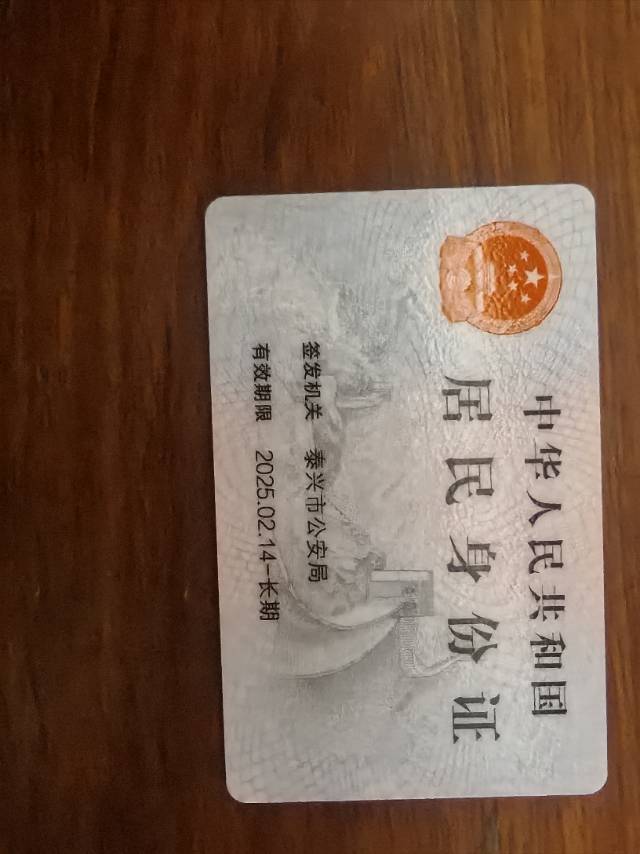 中华人民共和国
居民身份证
签发机关 泰兴市公安局
有效期限 2025.02.14-长期